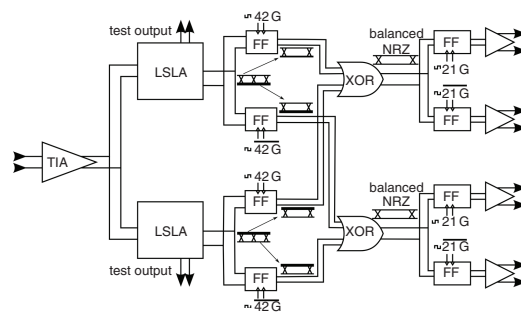 42G
test output
FF
balanced
NRZ
FF
LSLA
XOR
21G
21G
FF
FF
42G
TIA
42G
FF
balanced
NRZ
FF
LSLA
XOR
21G
21G
test output
FF
FF
42G